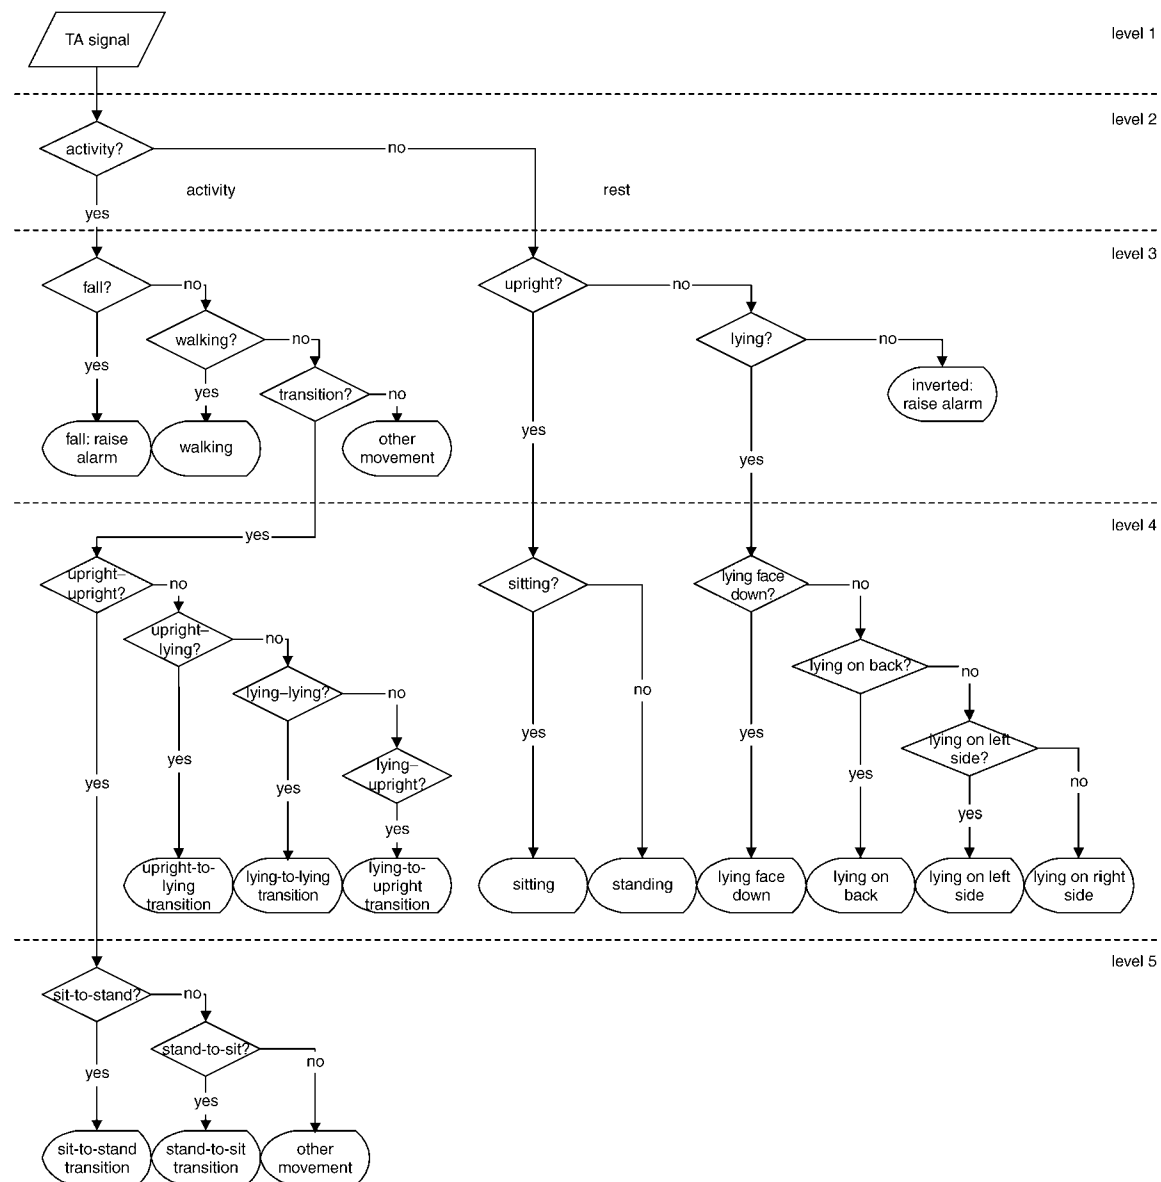 TA signal
level 1
level 2
activity?
no
activity
rest
yes
level 3
fall?
no
upright?
no
walking?
no
lying?
no
yes
yes
transition?
no
inverted:
raise alarm
yes
fall: raise
alarm
walking
other
movement
yes
level 4
yes
upright–
upright?
no
sitting?
lying face
down?
no
upright–
lying?
no
lying on back?
no
lying–lying?
no
no
yes
yes
lying on left
side?
yes
yes
yes
lying–
upright?
yes
no
yes
yes
upright-to-
lying
transition
lying-to-lying
transition
lying-to-
upright
transition
sitting
standing
lying face
down
lying on
back
lying on left
side
lying on right
side
level 5
sit-to-stand?
no
stand-to-sit?
no
yes
yes
sit-to-stand
transition
stand-to-sit
transition
other
movement